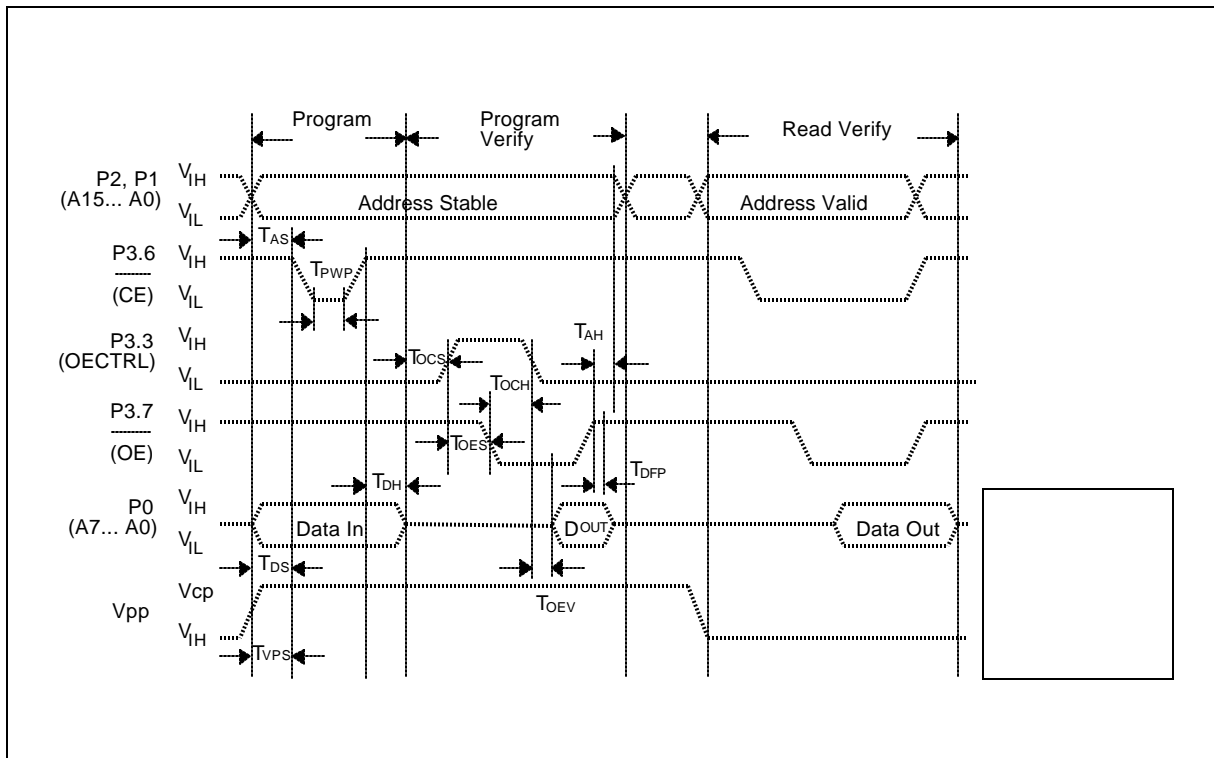 Program
Program
Verify
Read Verify
P2, P1
(A15... A0)
VIH
VIL
Address Stable
Address Valid
TAS
P3.6
(CE)
VIH
VIL
TPWP
P3.3
(OECTRL)
VIH
VIL
TOCS
TAH
TOCH
P3.7
(OE)
VIH
VIL
TOES
TDFP
TDH
P0
(A7... A0)
VIH
VIL
Data In
DOUT
Data Out
TDS
Vpp
Vcp
VIH
TOEV
TVPS